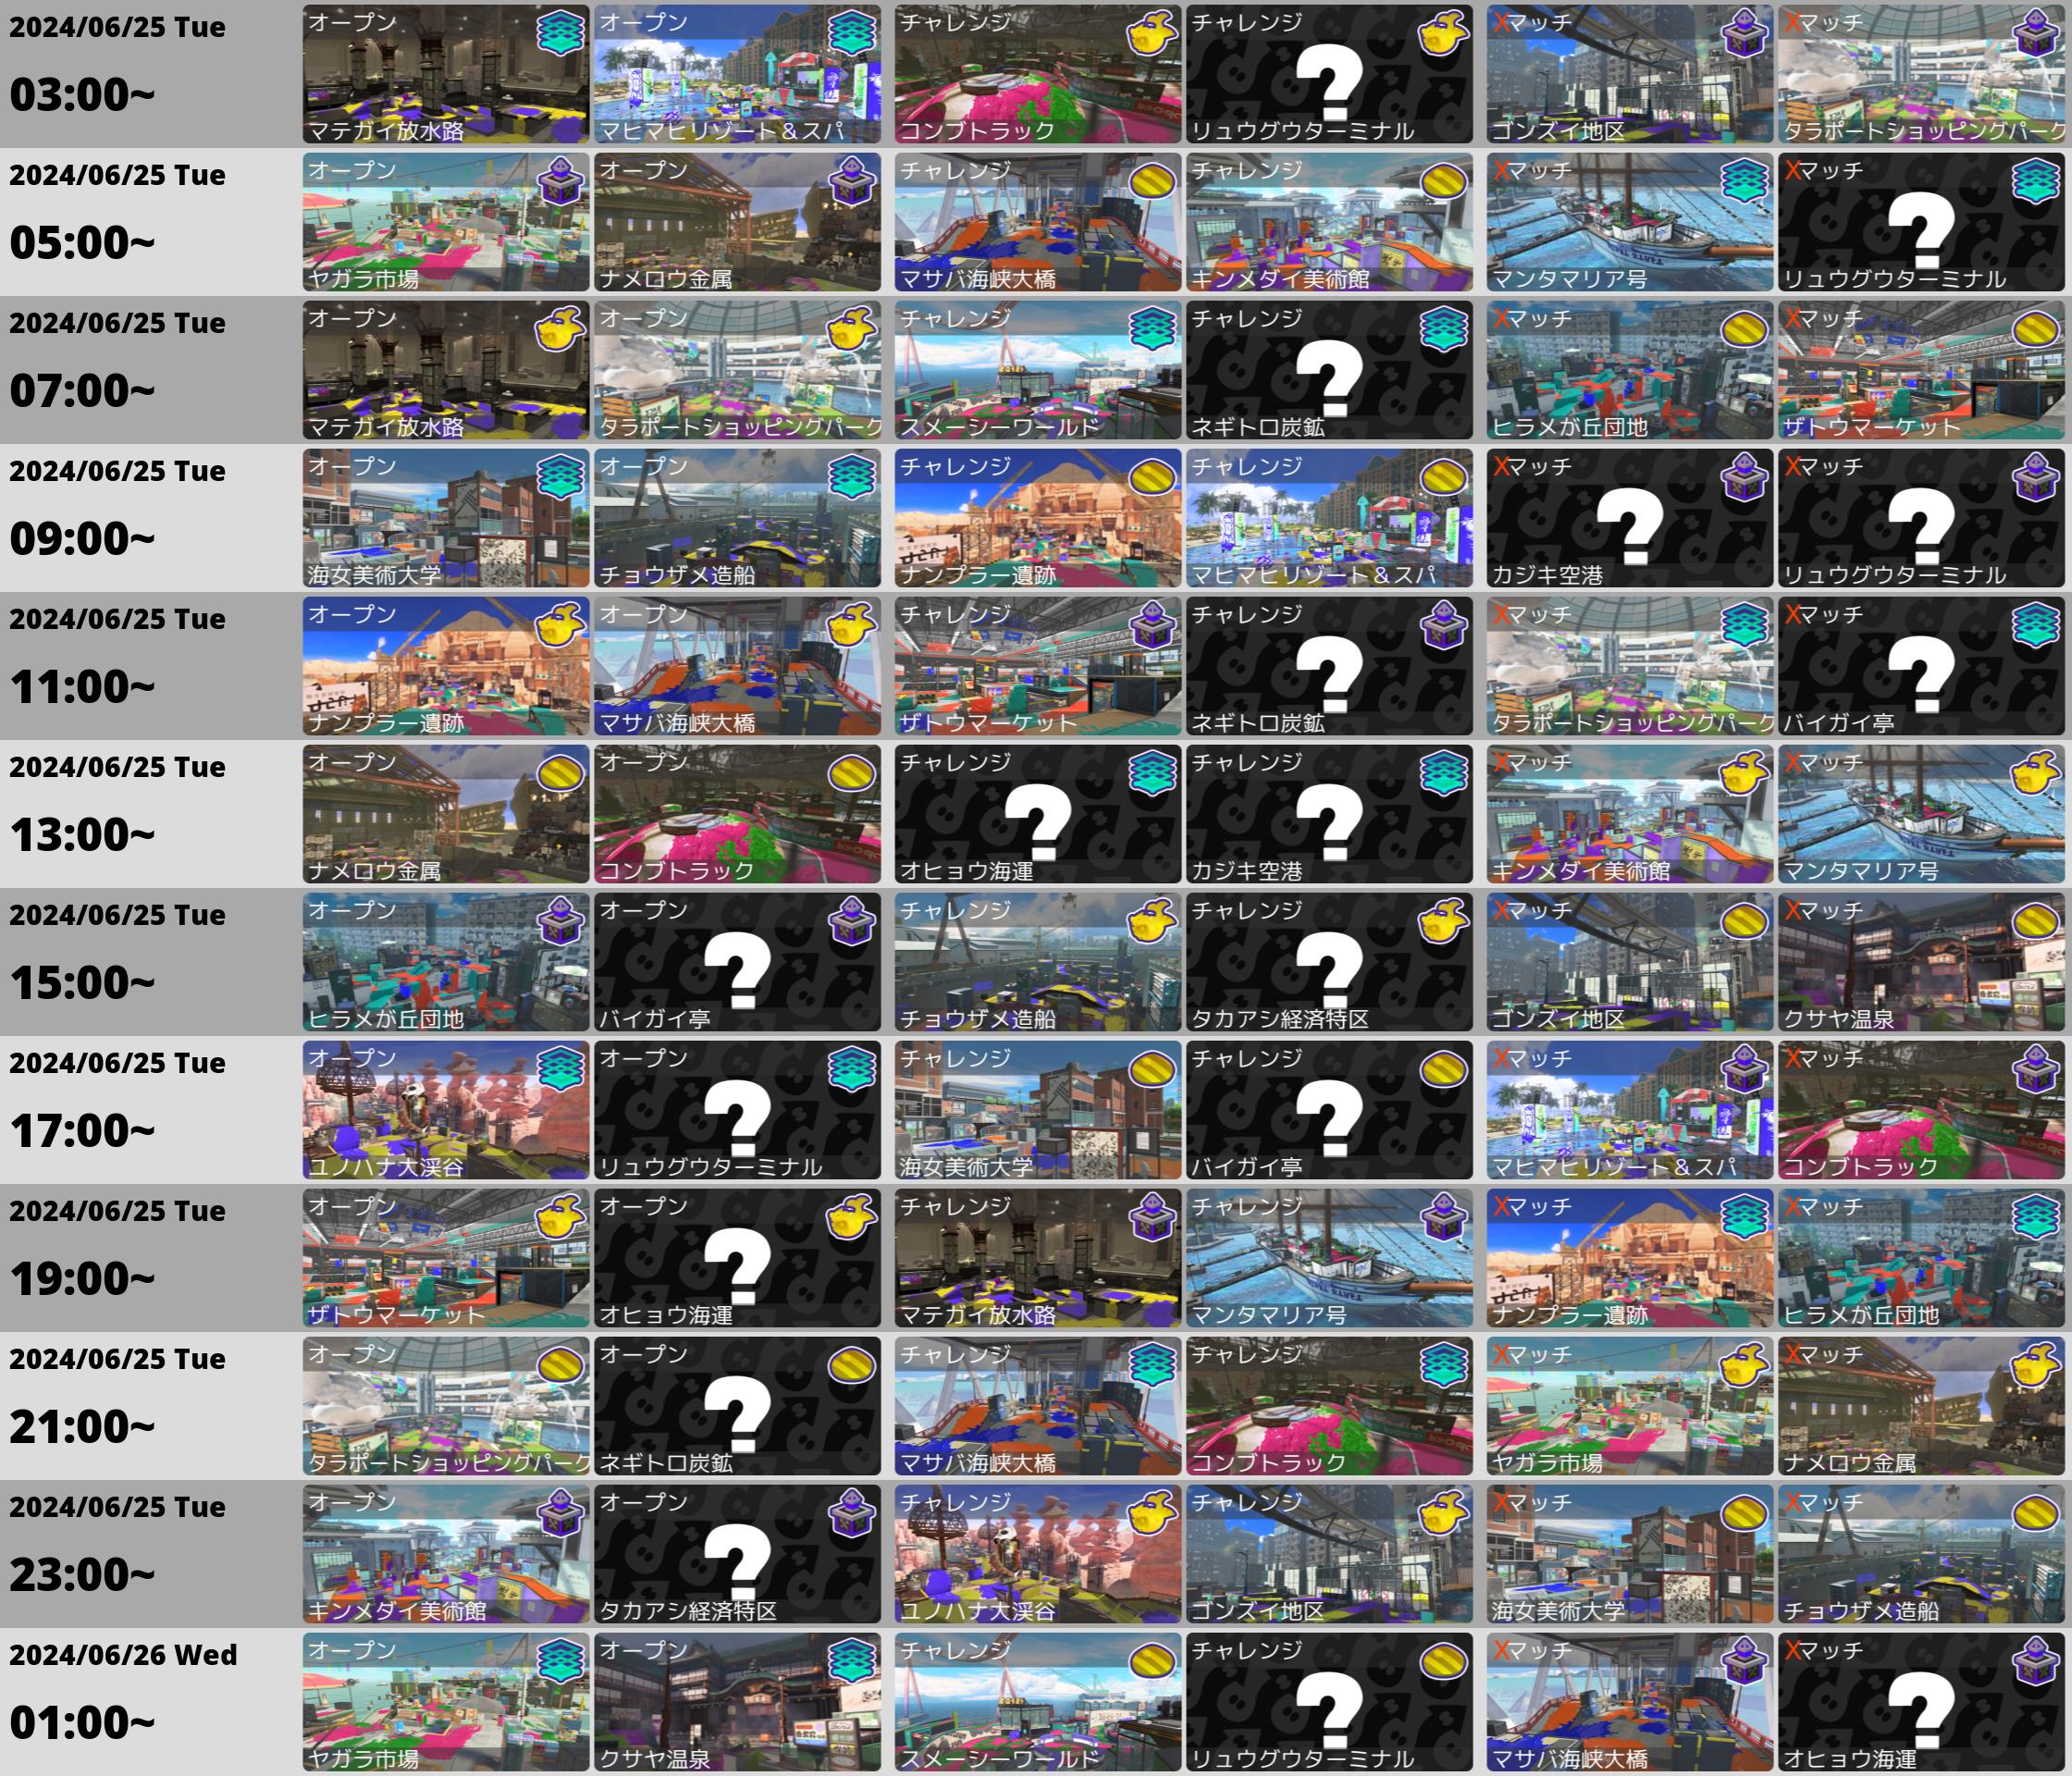 2024/06/25 Tue
03:00~
オープン オープン チャレンジ チャレンジ Xマッチ Xマッチ
マテガイ放水路 マヒマヒリゾート＆スパ コンブトラック リュウグウターミナル ゴンズイ地区 タラポートショッピングパーク
2024/06/25 Tue
05:00~
オープン オープン チャレンジ チャレンジ Xマッチ Xマッチ
ヤガラ市場 ナメロウ金属 マサバ海峡大橋 キンメダイ美術館 マンタマリア号 リュウグウターミナル
2024/06/25 Tue
07:00~
オープン オープン チャレンジ チャレンジ Xマッチ Xマッチ
マテガイ放水路 タラポートショッピングパーク スメーシーワールド ネギトロ炭鉱 ヒラメが丘団地 ザトウマーケット
2024/06/25 Tue
09:00~
オープン オープン チャレンジ チャレンジ Xマッチ Xマッチ
海女美術大学 チョウザメ造船 ナンプラー遺跡 マヒマヒリゾート＆スパ カジキ空港 リュウグウターミナル
2024/06/25 Tue
11:00~
オープン オープン チャレンジ チャレンジ Xマッチ Xマッチ
ナンプラー遺跡 マサバ海峡大橋 ザトウマーケット ネギトロ炭鉱 タラポートショッピングパーク バイガイ亭
2024/06/25 Tue
13:00~
オープン オープン チャレンジ チャレンジ Xマッチ Xマッチ
ナメロウ金属 コンブトラック オヒョウ海運 カジキ空港 キンメダイ美術館 マンタマリア号
2024/06/25 Tue
15:00~
オープン オープン チャレンジ チャレンジ Xマッチ Xマッチ
ヒラメが丘団地 バイガイ亭 チョウザメ造船 タカアシ経済特区 ゴンズイ地区 クサヤ温泉
2024/06/25 Tue
17:00~
オープン オープン チャレンジ チャレンジ Xマッチ Xマッチ
ユノハナ大渓谷 リュウグウターミナル 海女美術大学 バイガイ亭 マヒマヒリゾート＆スパ コンブトラック
2024/06/25 Tue
19:00~
オープン オープン チャレンジ チャレンジ Xマッチ Xマッチ
ザトウマーケット オヒョウ海運 マテガイ放水路 マンタマリア号 ナンプラー遺跡 ヒラメが丘団地
2024/06/25 Tue
21:00~
オープン オープン チャレンジ チャレンジ Xマッチ Xマッチ
タラポートショッピングパーク ネギトロ炭鉱 マサバ海峡大橋 コンブトラック ヤガラ市場 ナメロウ金属
2024/06/25 Tue
23:00~
オープン オープン チャレンジ チャレンジ Xマッチ Xマッチ
キンメダイ美術館 タカアシ経済特区 ユノハナ大渓谷 ゴンズイ地区 海女美術大学 チョウザメ造船
2024/06/26 Wed
01:00~
オープン オープン チャレンジ チャレンジ Xマッチ Xマッチ
ヤガラ市場 クサヤ温泉 スメーシーワールド リュウグウターミナル マサバ海峡大橋 オヒョウ海運